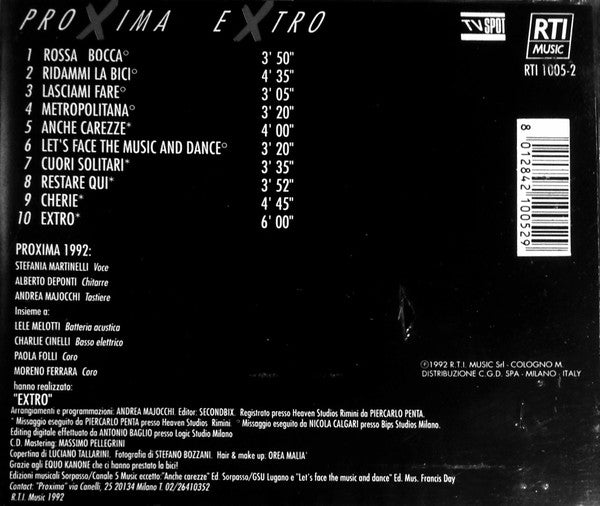 PROXIMA EXTRO
TV SPOT
RTI MUSIC
RTI 1005-2
1 ROSSA BOCCA° 3' 50"
2 RIDAMMI LA BICI° 4' 35"
3 LASCIAMI FARE° 3' 05"
4 METROPOLITANA° 3' 20"
5 ANCHE CAREZZE* 4' 00"
6 LET'S FACE THE MUSIC AND DANCE° 3' 20"
7 CUORI SOLITARI* 3' 35"
8 RESTARE QUI* 3' 52"
9 CHERIE* 4' 45"
10 EXTRO* 6' 00"
8 012842 100529
PROXIMA 1992:
STEFANIA MARTINELLI Voce
ALBERTO DEPONTI Chitarre
ANDREA MAJOCCHI Tastiere
Insieme a:
LELE MELOTTI Batteria acustica
CHARLIE CINELLI Basso elettrico
PAOLA FOLLI Coro
MORENO FERRARA Coro
hanno realizzato:
"EXTRO"
℗1992 R.T.I. MUSIC Srl - COLOGNO M.
DISTRIBUZIONE C.G.D. SPA - MILANO - ITALY
Arrangiamenti e programmazioni: ANDREA MAJOCCHI. Editor: SECONDBIX. Registrato presso Heaven Studios Rimini da PIERCARLO PENTA.
* Missaggio eseguito da PIERCARLO PENTA presso Heaven Studios Rimini ° Missaggio eseguito da NICOLA CALGARI presso Bips Studios Milano.
Editing digitale effettuato da ANTONIO BAGLIO presso Logic Studio Milano
C.D. Mastering: MASSIMO PELLEGRINI
Copertina di LUCIANO TALLARINI. Fotografia di STEFANO BOZZANI. Hair & make up. OREA MALIA'
Grazie agli EQUO KANONE che ci hanno prestato la bici!
Edizioni musicali Sorpasso/Canale 5 Music eccetto:"Anche carezze" Ed. Sorpasso/GSU Lugano e "Let's face the music and dance" Ed. Mus. Francis Day
Contact: "Proxima" via Canelli, 25 20134 Milano T. 02/26410352
R.T.I. Music 1992